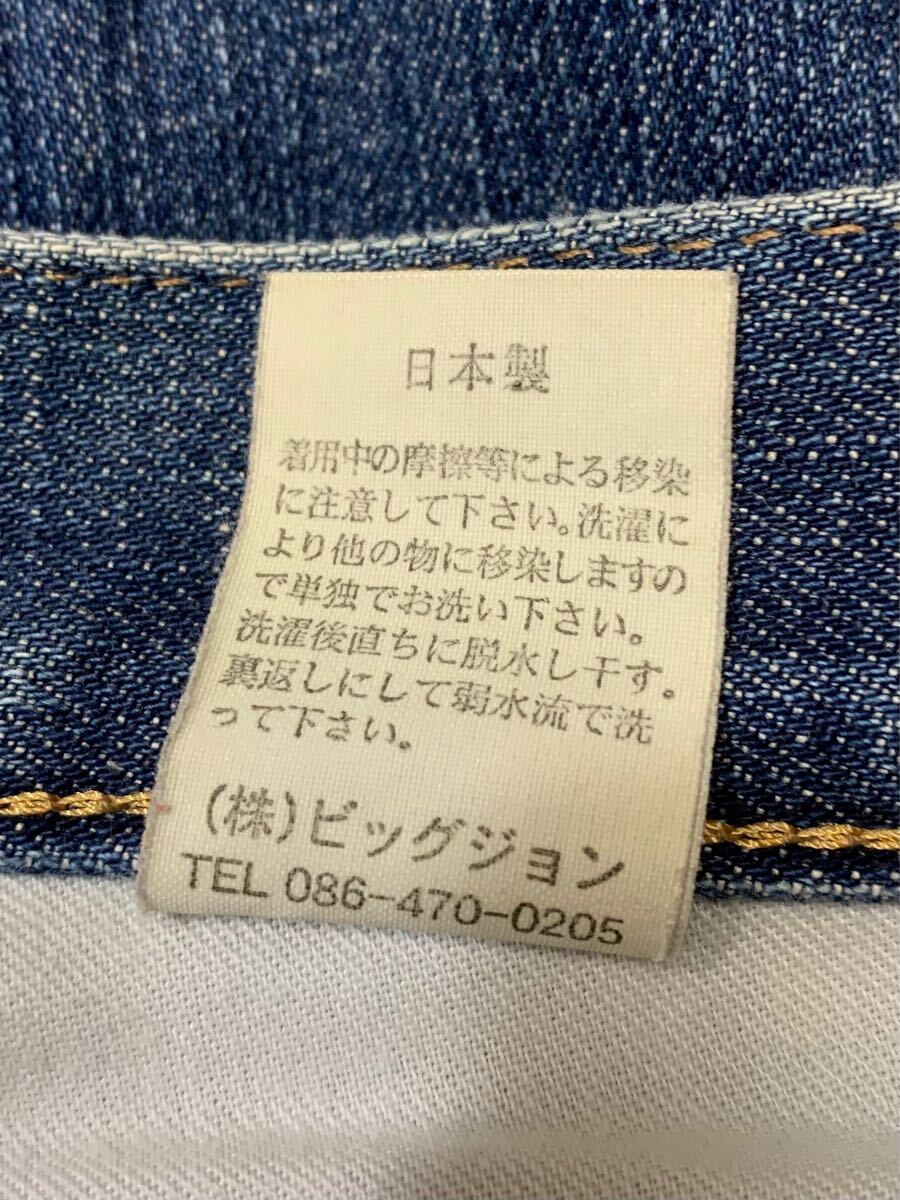 日本製
着用中の摩擦等による移染
に注意して下さい。洗濯に
より他の物に移染しますの
で単独でお洗い下さい。
洗濯後直ちに脱水し干す。
裏返しにして弱水流で洗
って下さい。
(株)ビッグジョン
TEL 086-470-0205